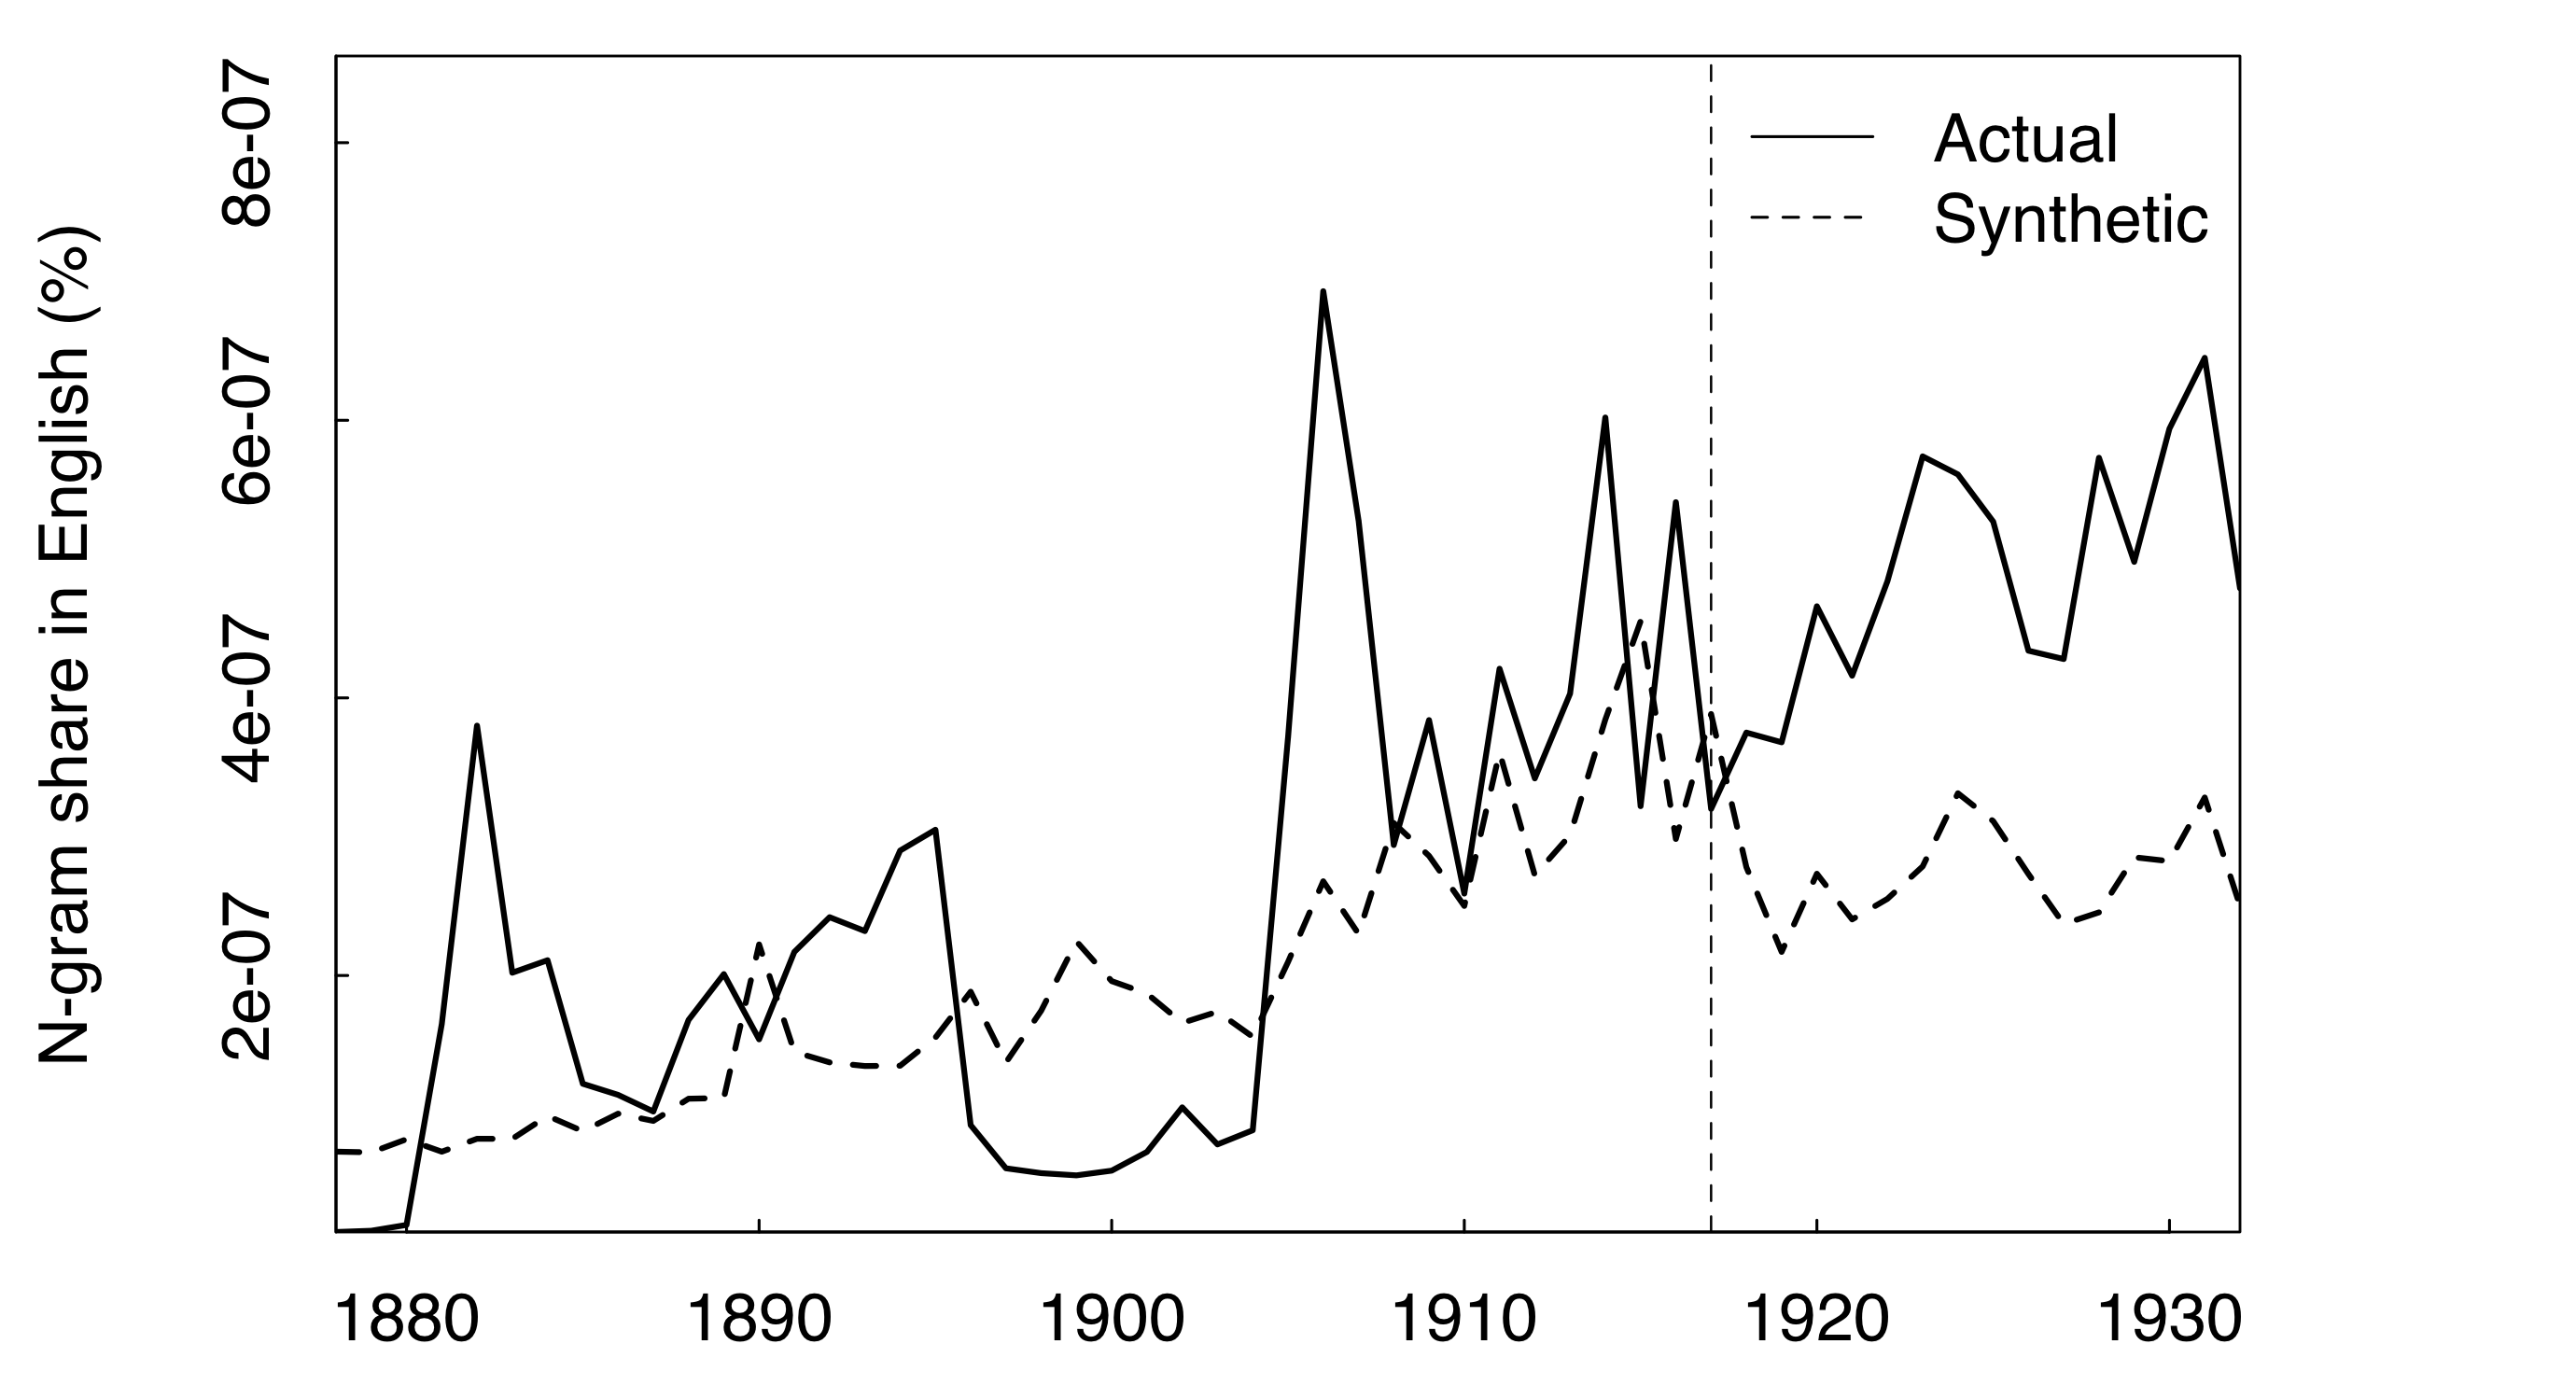 N-gram share in English (%)
8e-07
6e-07
4e-07
2e-07
Actual
Synthetic
1880 1890 1900 1910 1920 1930